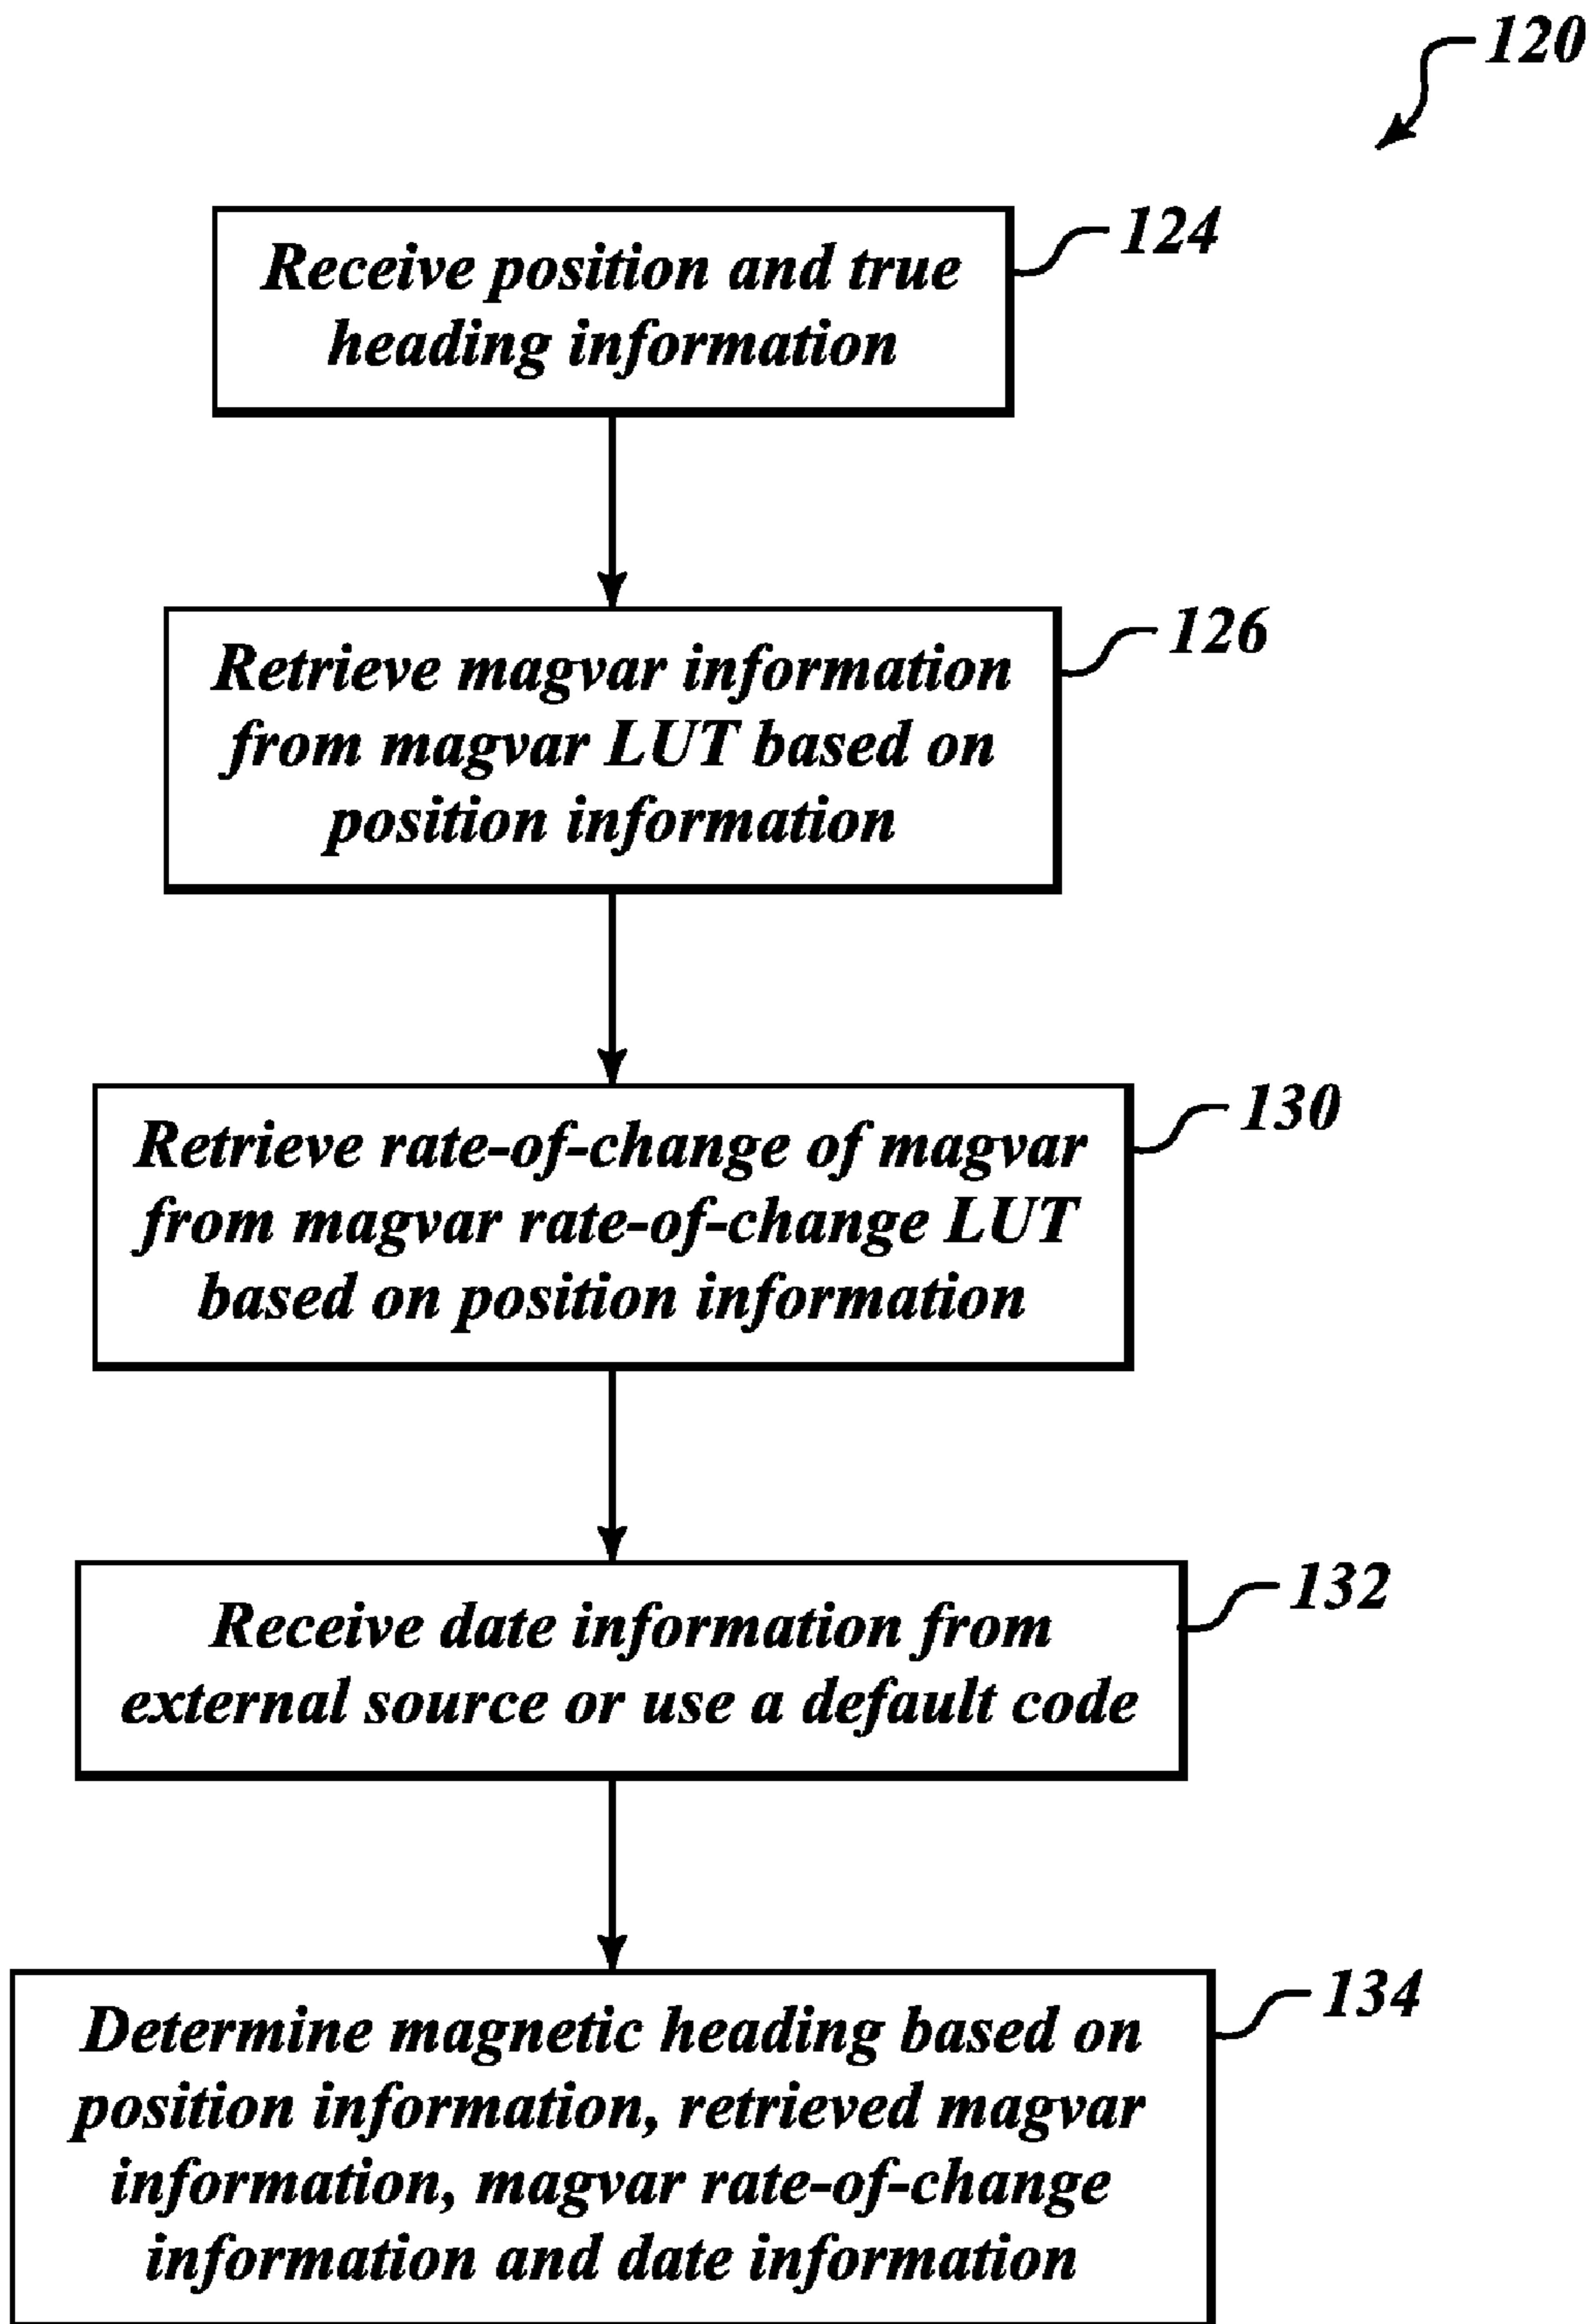 120
124
Receive position and true
heading information
126
Retrieve magvar information
from magvar LUT based on
position information
130
Retrieve rate-of-change of magvar
from magvar rate-of-change LUT
based on position information
132
Receive date information from
external source or use a default code
134
Determine magnetic heading based on
position information, retrieved magvar
information, magvar rate-of-change
information and date information